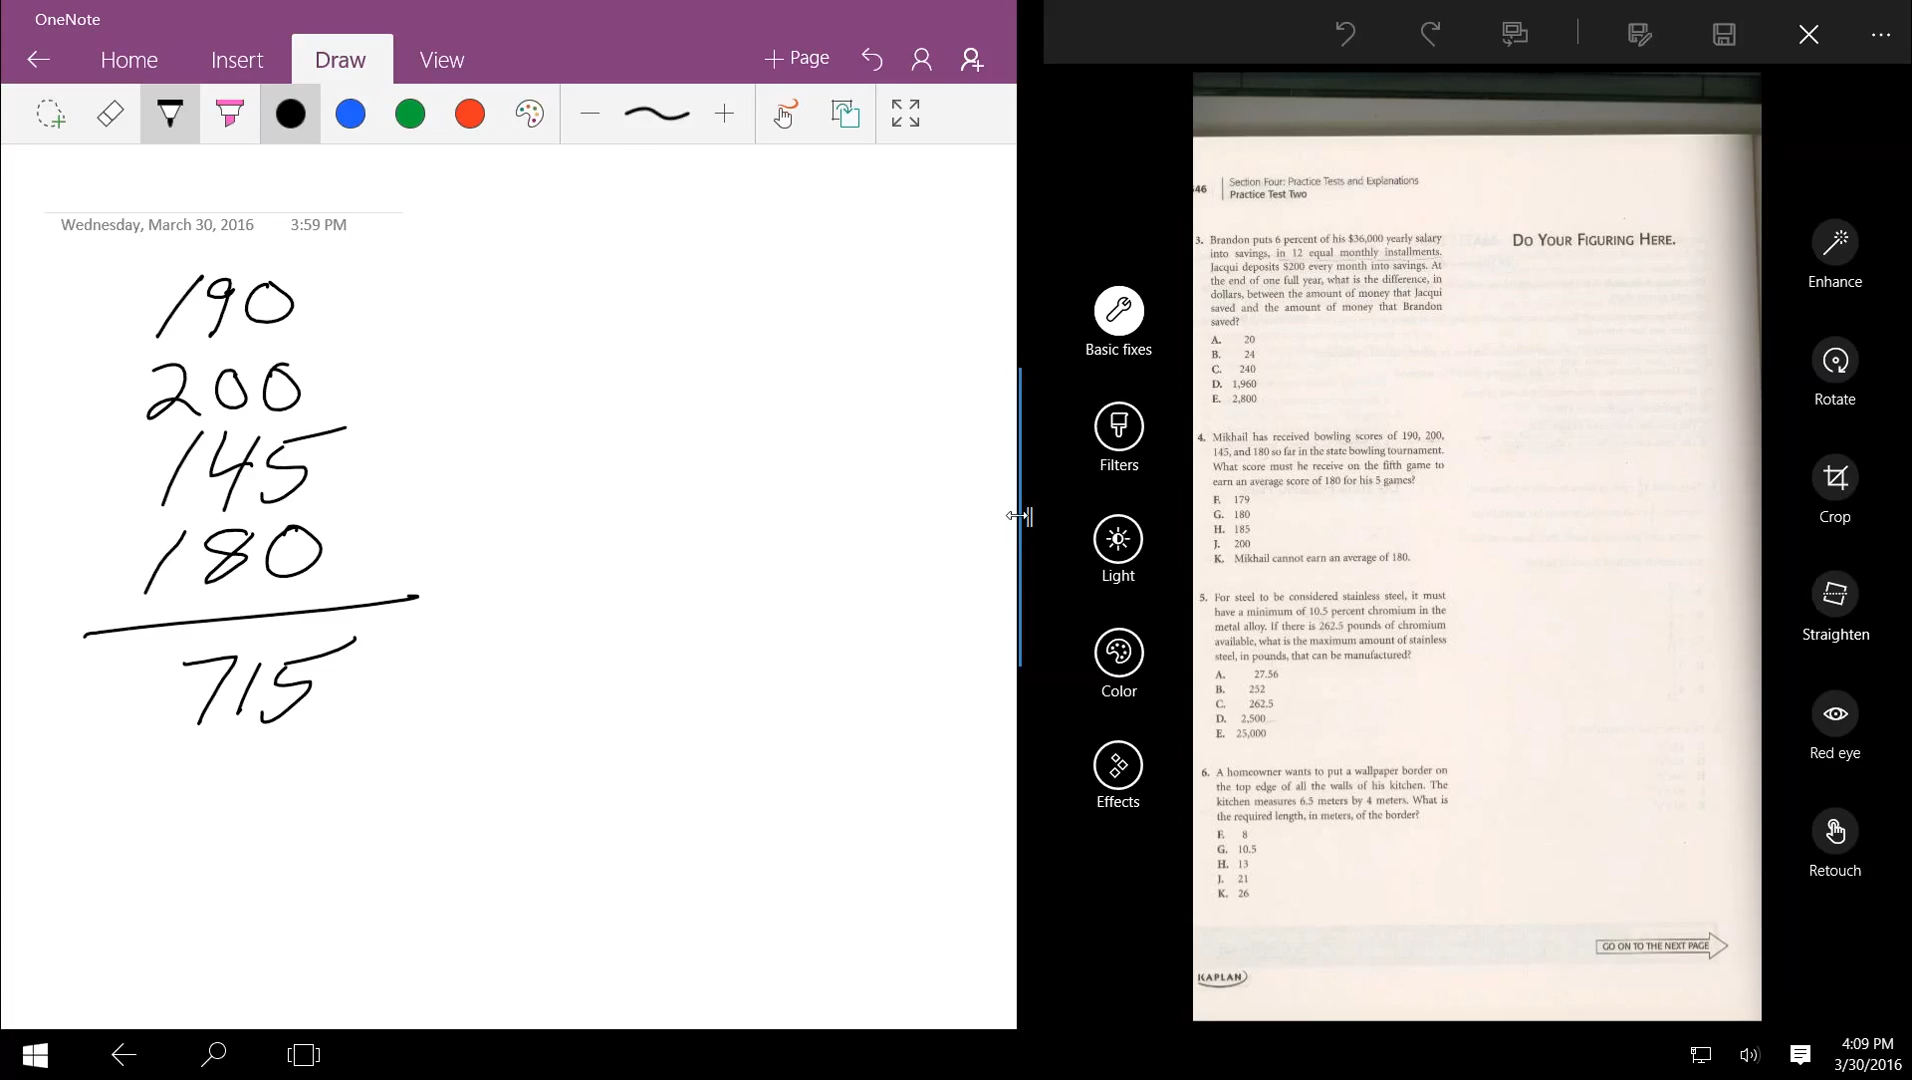 OneNote
Home Insert Draw View
Page
Wednesday, March 30, 2016 3:59 PM
190
200
145
180
715
Basic fixes
Filters
Light
Color
Effects
46 Section Four: Practice Tests and Explanations
Practice Test Two
3. Brandon puts 6 percent of his $36,000 yearly salary
into savings, in 12 equal monthly installments.
Jacqui deposits $200 every month into savings. At
the end of one full year, what is the difference, in
dollars, between the amount of money that Jacqui
saved and the amount of money that Brandon
saved?
A. 20
B. 24
C. 240
D. 1,960
E. 2,800
4. Mikhail has received bowling scores of 190, 200,
145, and 180 so far in the state bowling tournament.
What score must he receive on the fifth game to
earn an average score of 180 for his 5 games?
F. 179
G. 180
H. 185
J. 200
K. Mikhail cannot earn an average of 180.
5. For steel to be considered stainless steel, it must
have a minimum of 10.5 percent chromium in the
metal alloy. If there is 262.5 pounds of chromium
available, what is the maximum amount of stainless
steel, in pounds, that can be manufactured?
A. 27.56
B. 252
C. 262.5
D. 2,500
E. 25,000
6. A homeowner wants to put a wallpaper border on
the top edge of all the walls of his kitchen. The
kitchen measures 6.5 meters by 4 meters. What is
the required length, in meters, of the border?
F. 8
G. 10.5
H. 13
J. 21
K. 26
DO YOUR FIGURING HERE.
GO ON TO THE NEXT PAGE
KAPLAN
Enhance
Rotate
Crop
Straighten
Red eye
Retouch
4:09 PM
3/30/2016